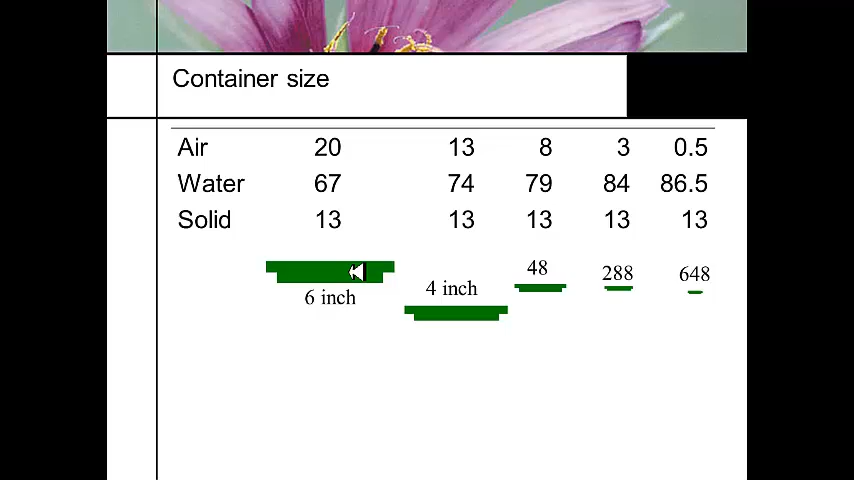 Container size
Air 20 13 8 3 0.5
Water 67 74 79 84 86.5
Solid 13 13 13 13 13
6 inch 4 inch 48 288 648